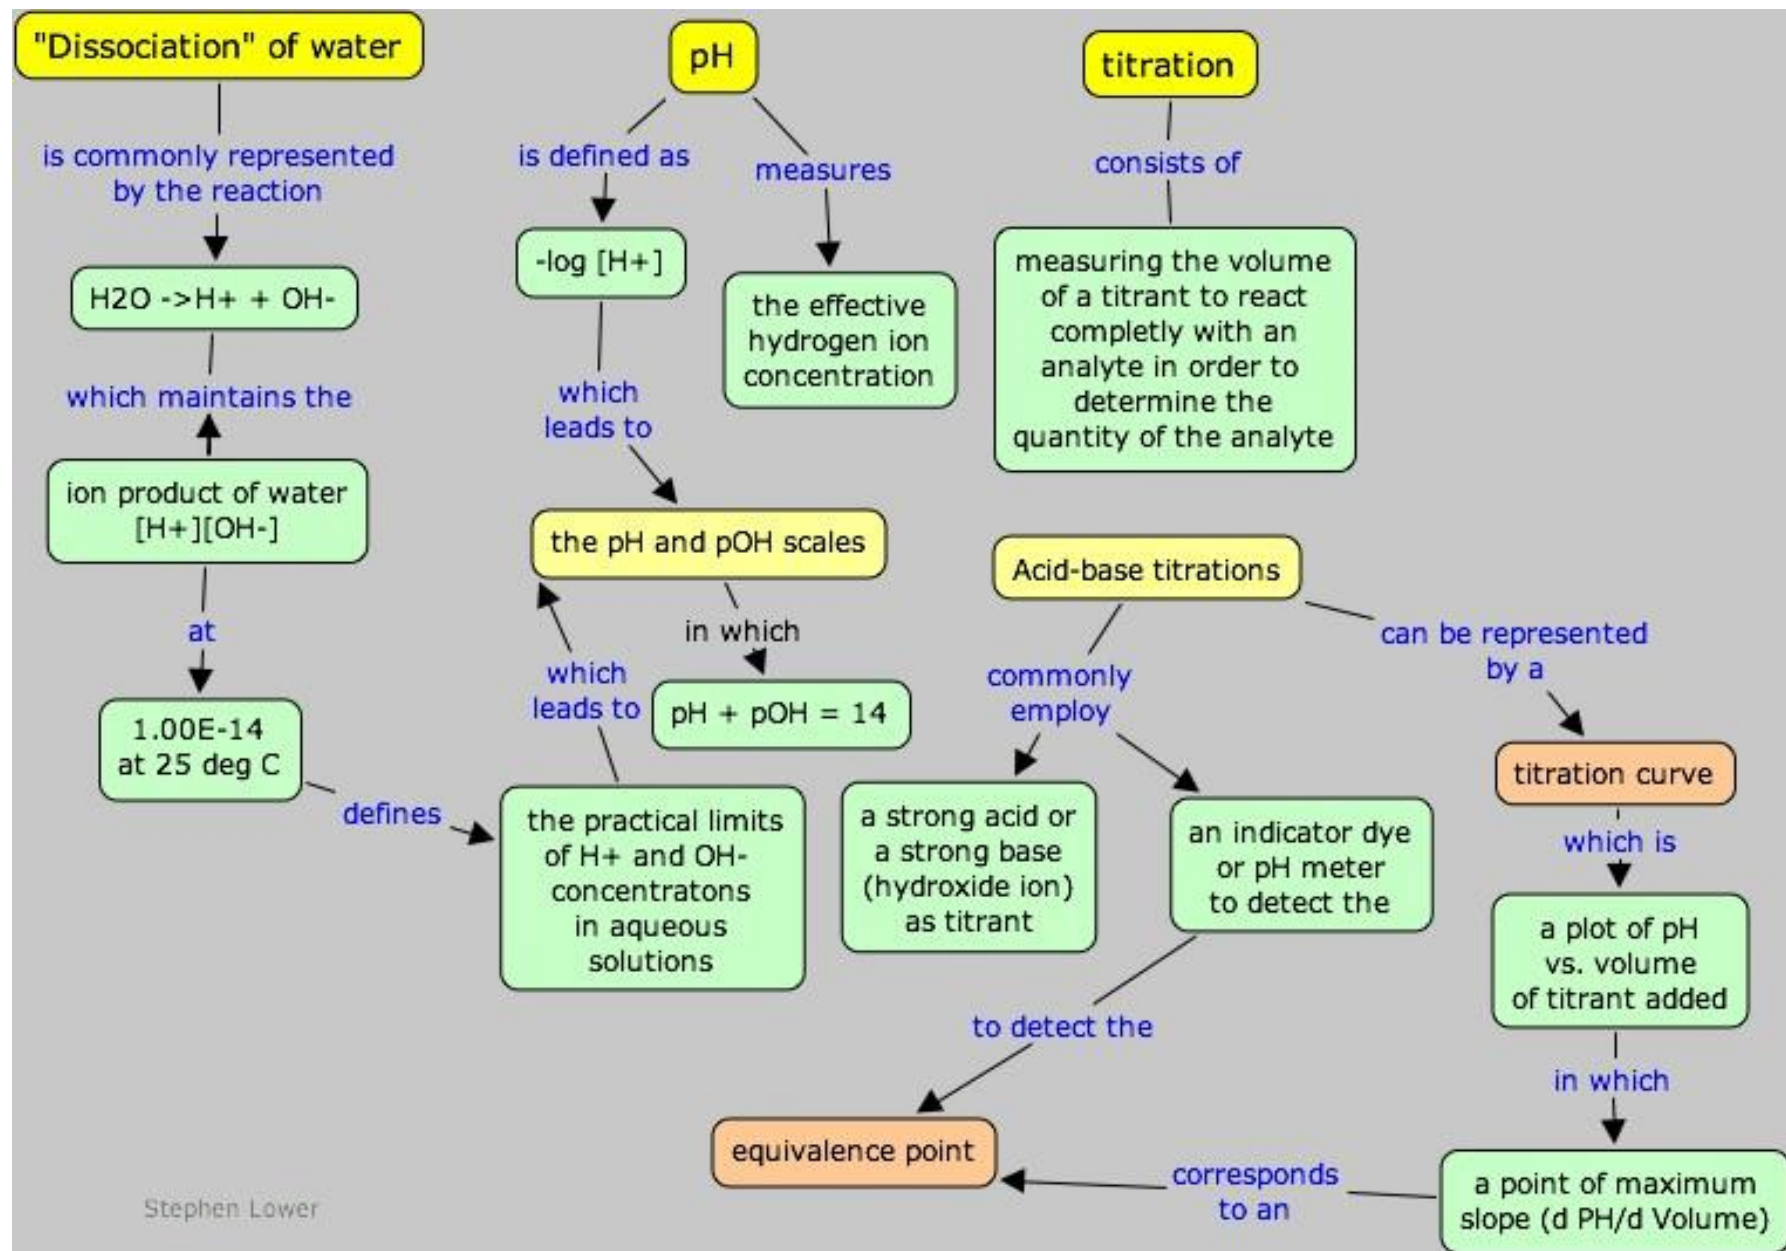 "Dissociation" of water
is commonly represented
by the reaction
H2O ->H+ + OH-
which maintains the
ion product of water
[H+][OH-]
at
1.00E-14
at 25 deg C
defines
the practical limits
of H+ and OH-
concentratons
in aqueous
solutions
which
leads to
pH
is defined as
measures
-log [H+]
the effective
hydrogen ion
concentration
which
leads to
the pH and pOH scales
in which
pH + pOH = 14
titration
consists of
measuring the volume
of a titrant to react
completly with an
analyte in order to
determine the
quantity of the analyte
Acid-base titrations
commonly
employ
a strong acid or
a strong base
(hydroxide ion)
as titrant
an indicator dye
or pH meter
to detect the
to detect the
equivalence point
can be represented
by a
titration curve
which is
a plot of pH
vs. volume
of titrant added
in which
a point of maximum
slope (d PH/d Volume)
corresponds
to an
Stephen Lower